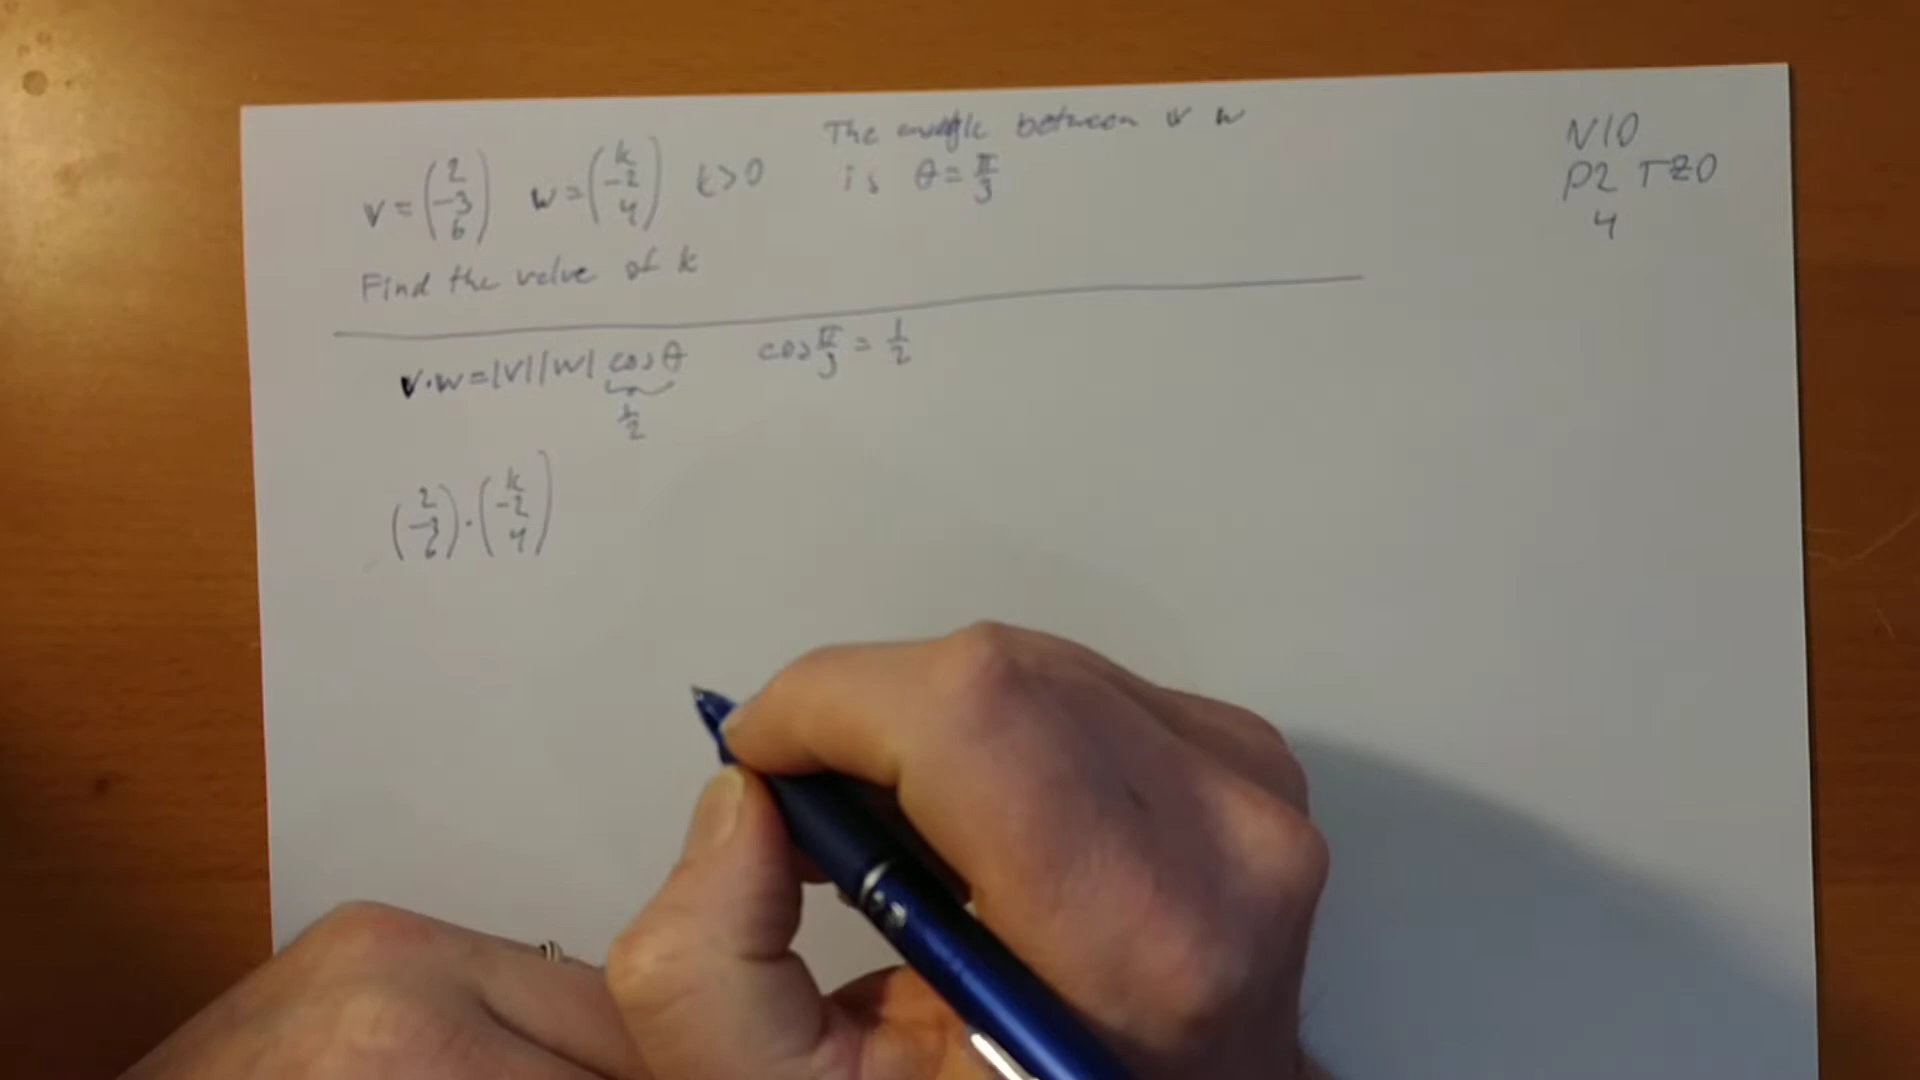 v = (2 -3 6) w = (k -2 4) k>0 The angle between v w
is θ = π/3
Find the value of k
N10
P2 TZ0
4
v·w = |v||w| cosθ cos π/3 = 1/2
1/2
(2 -3 6) · (k -2 4)